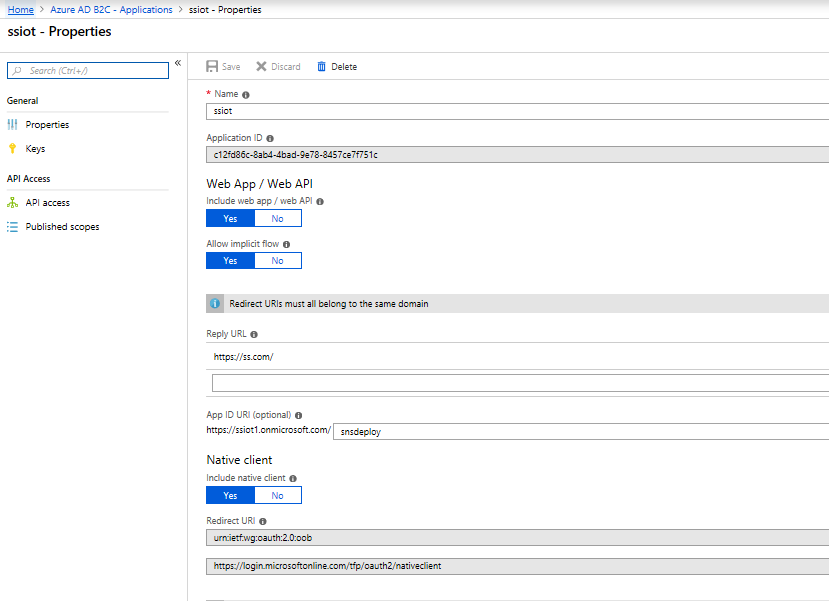 Home > Azure AD B2C - Applications > ssiot - Properties
ssiot - Properties
Search (Ctrl+/)
«
General
Properties
Keys
API Access
API access
Published scopes
Save Discard Delete
* Name
ssiot
Application ID
c12fd86c-8ab4-4bad-9e78-8457ce7f751c
Web App / Web API
Include web app / web API
Yes No
Allow implicit flow
Yes No
Redirect URIs must all belong to the same domain
Reply URL
https://ss.com/
App ID URI (optional)
https://ssiot1.onmicrosoft.com/ snsdeploy
Native client
Include native client
Yes No
Redirect URI
urn:ietf:wg:oauth:2.0:oob
https://login.microsoftonline.com/tfp/oauth2/nativeclient